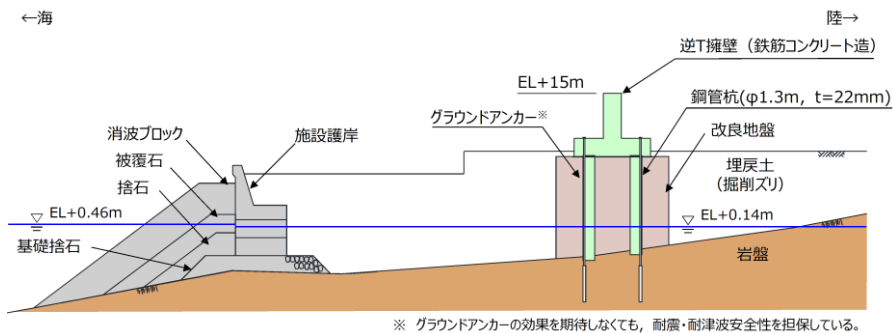 ←海
陸→
逆T擁壁（鉄筋コンクリート造）
EL+15m
鋼管杭(φ1.3m, t=22mm)
グラウンドアンカー※
改良地盤
消波ブロック
施設護岸
被覆石
埋戻土
(掘削ズリ)
捨石
EL+0.46m
EL+0.14m
基礎捨石
岩盤
※ グラウンドアンカーの効果を期待しなくても，耐震・耐津波安全性を担保している。